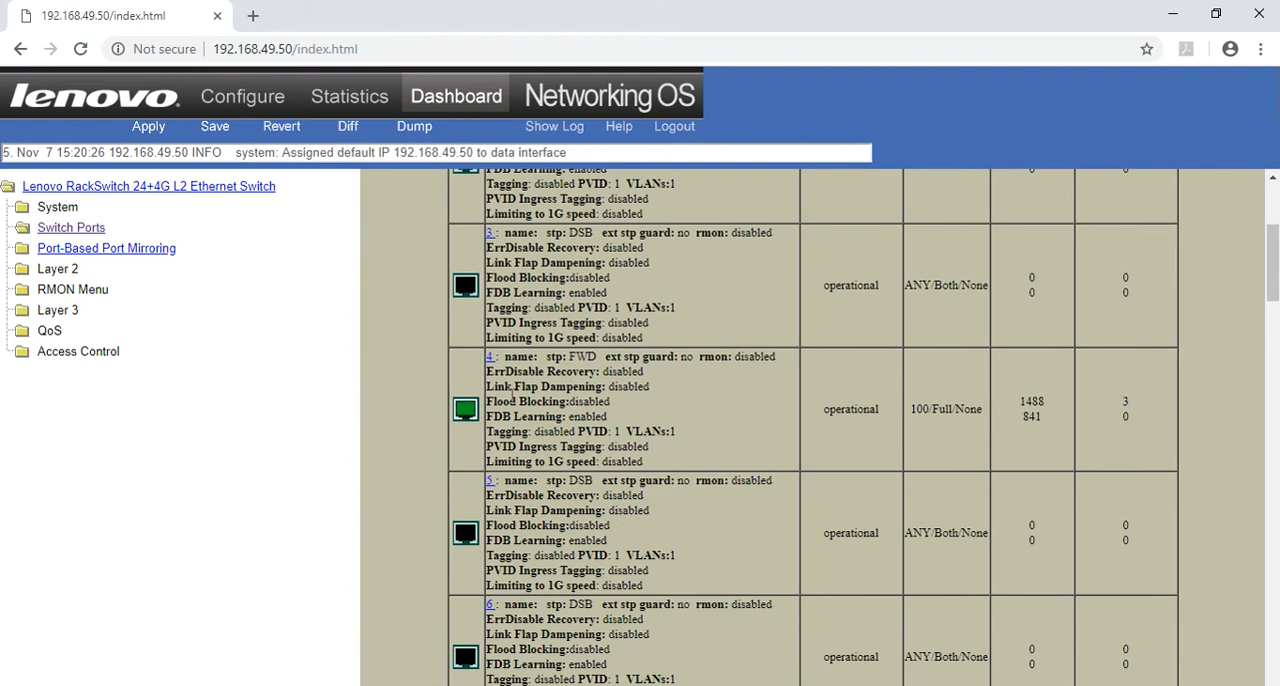 192.168.49.50/index.html
Not secure 192.168.49.50/index.html
lenovo. Configure Statistics Dashboard Networking OS
Apply Save Revert Diff Dump Show Log Help Logout
5. Nov 7 15:20:26 192.168.49.50 INFO system: Assigned default IP 192.168.49.50 to data interface
Lenovo RackSwitch 24+4G L2 Ethernet Switch
System
Switch Ports
Port-Based Port Mirroring
Layer 2
RMON Menu
Layer 3
QoS
Access Control
FDB Learning: enabled 0 0
Tagging: disabled PVID: 1 VLANs:1
PVID Ingress Tagging: disabled
Limiting to 1G speed: disabled
3 : name: stp: DSB ext stp guard: no rmon: disabled
ErrDisable Recovery: disabled
Link Flap Dampening: disabled
Flood Blocking:disabled
FDB Learning: enabled
Tagging: disabled PVID: 1 VLANs:1
PVID Ingress Tagging: disabled
Limiting to 1G speed: disabled
operational
ANY/Both/None
0 0
0 0
4 : name: stp: FWD ext stp guard: no rmon: disabled
ErrDisable Recovery: disabled
Link Flap Dampening: disabled
Flood Blocking:disabled
FDB Learning: enabled
Tagging: disabled PVID: 1 VLANs:1
PVID Ingress Tagging: disabled
Limiting to 1G speed: disabled
operational
100/Full/None
1488 3
841 0
5 : name: stp: DSB ext stp guard: no rmon: disabled
ErrDisable Recovery: disabled
Link Flap Dampening: disabled
Flood Blocking:disabled
FDB Learning: enabled
Tagging: disabled PVID: 1 VLANs:1
PVID Ingress Tagging: disabled
Limiting to 1G speed: disabled
operational
ANY/Both/None
0 0
0 0
6 : name: stp: DSB ext stp guard: no rmon: disabled
ErrDisable Recovery: disabled
Link Flap Dampening: disabled
Flood Blocking:disabled
FDB Learning: enabled
Tagging: disabled PVID: 1 VLANs:1
operational
ANY/Both/None
0 0
0 0